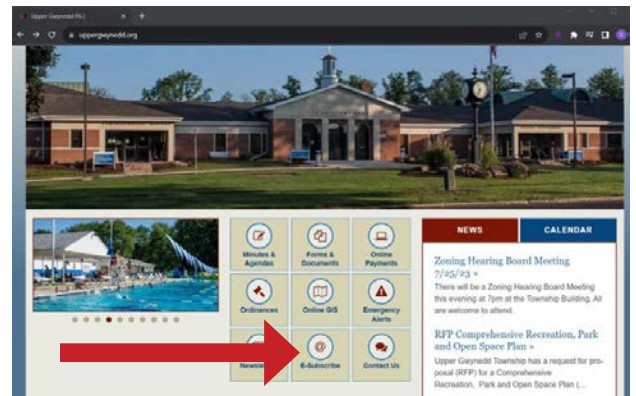 Upper Gwynedd PA |
uppergwynedd.org
Minutes &
Agendas
Forms &
Documents
Online
Payments
Ordinances
Online GIS
Emergency
Alerts
E-Subscribe
Contact Us
NEWS
CALENDAR
Zoning Hearing Board Meeting
7/25/23 »
There will be a Zoning Hearing Board Meeting
this evening at 7pm at the Township Building. All
are welcome to attend.
RFP Comprehensive Recreation, Park
and Open Space Plan »
Upper Gwynedd Township has a request for pro-
posal (RFP) for a Comprehensive
Recreation, Park and Open Space Plan (...